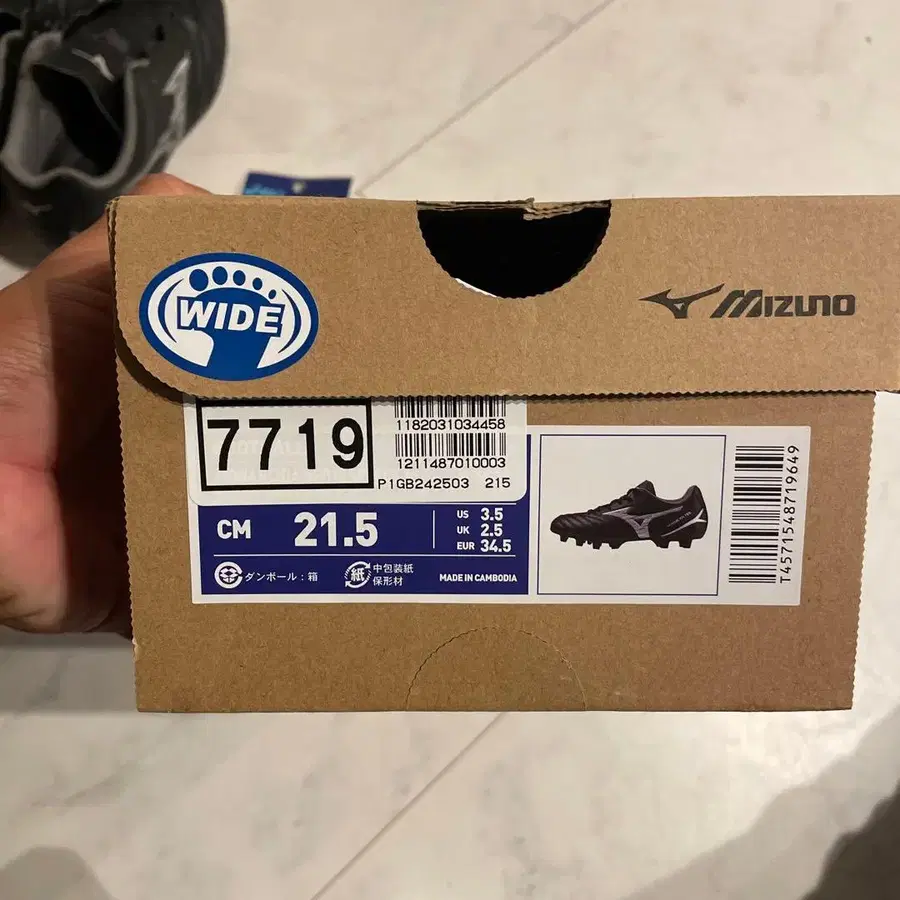 WIDE
MIZUNO
7719
1182031034458
1211487010003
P1GB242503 215
CM 21.5
US 3.5
UK 2.5
EUR 34.5
ダンボール：箱
紙
中包装紙
保形材
MADE IN CAMBODIA
T4571548719649